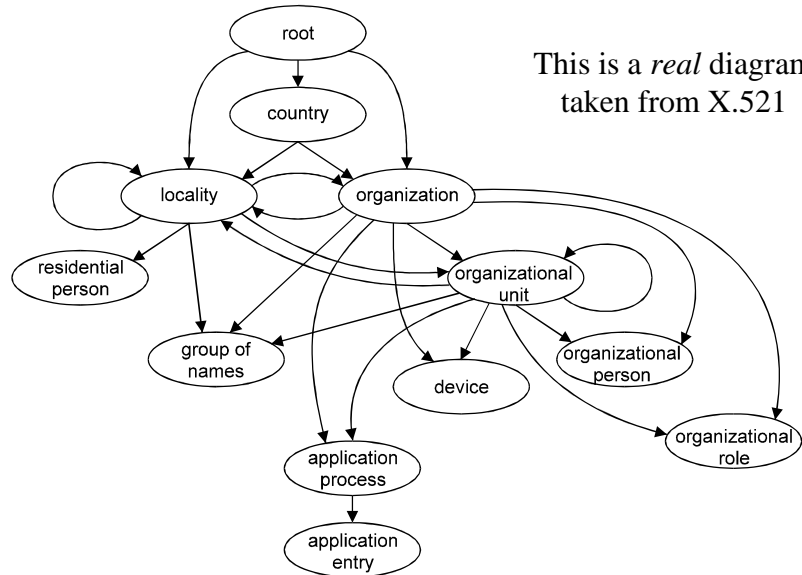 root
This is a real diagram
taken from X.521
country
locality
organization
residential
person
organizational
unit
group of
names
device
organizational
person
organizational
role
application
process
application
entry